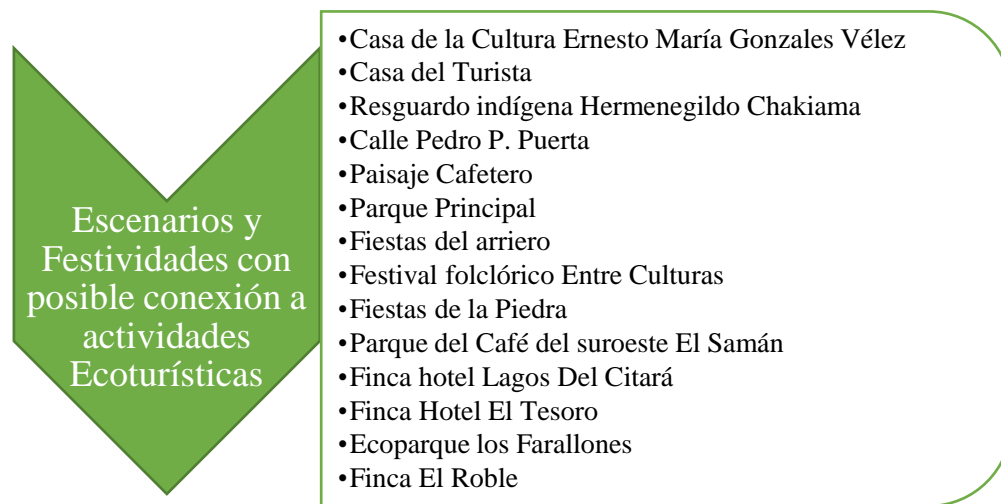 Escenarios y
Festividades con
posible conexión a
actividades
Ecoturísticas
•Casa de la Cultura Ernesto María Gonzales Vélez
•Casa del Turista
•Resguardo indígena Hermenegildo Chakiama
•Calle Pedro P. Puerta
•Paisaje Cafetero
•Parque Principal
•Fiestas del arriero
•Festival folclórico Entre Culturas
•Fiestas de la Piedra
•Parque del Café del suroeste El Samán
•Finca hotel Lagos Del Citará
•Finca Hotel El Tesoro
•Ecoparque los Farallones
•Finca El Roble